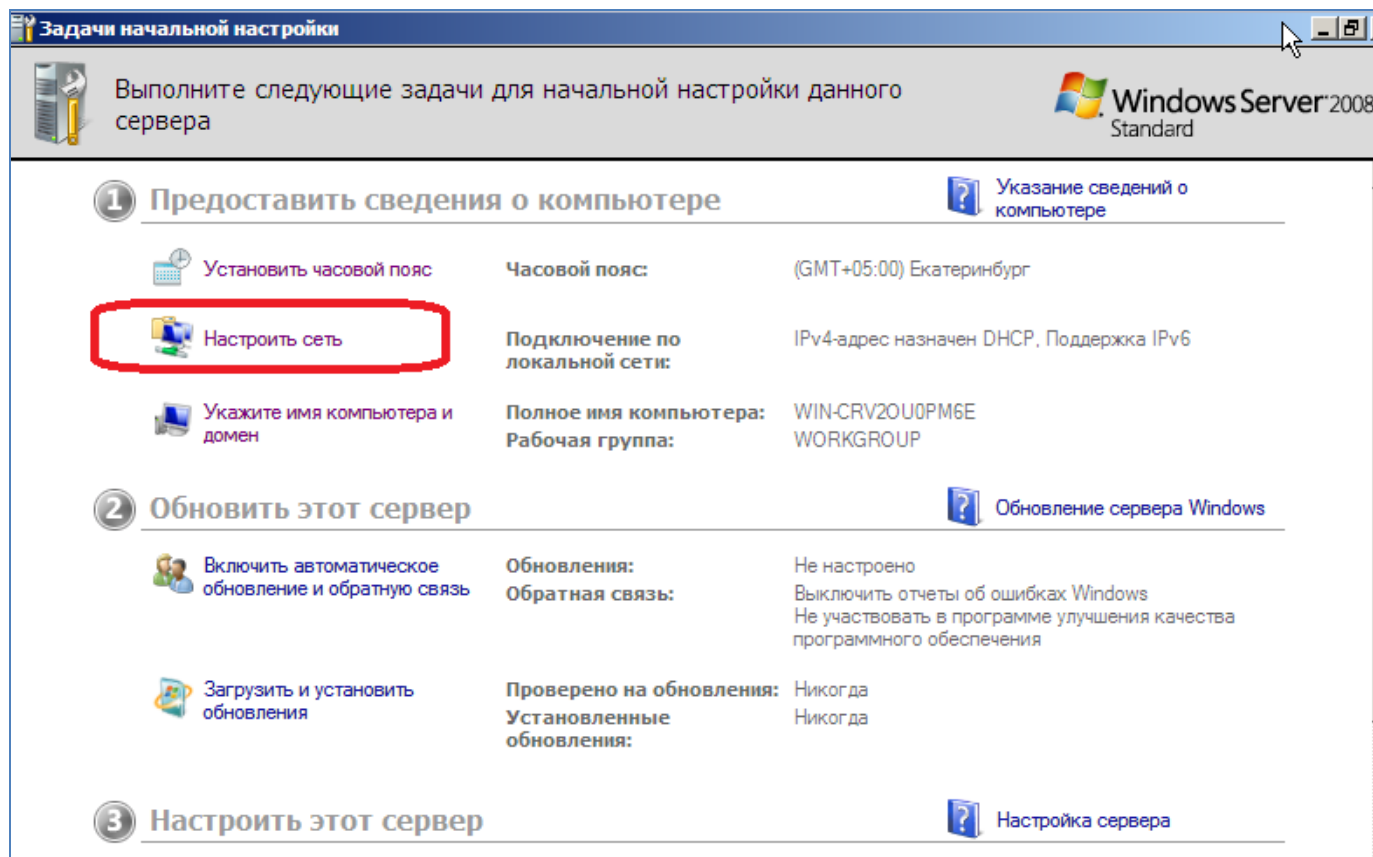 Задачи начальной настройки
Выполните следующие задачи для начальной настройки данного
сервера
Windows Server 2008
Standard
1 Предоставить сведения о компьютере
Указание сведений о
компьютере
Установить часовой пояс
Часовой пояс:
(GMT+05:00) Екатеринбург
Настроить сеть
Подключение по
локальной сети:
IPv4-адрес назначен DHCP, Поддержка IPv6
Укажите имя компьютера и
домен
Полное имя компьютера:
WIN-CRV2OU0PM6E
Рабочая группа:
WORKGROUP
2 Обновить этот сервер
Обновление сервера Windows
Включить автоматическое
обновление и обратную связь
Обновления:
Не настроено
Обратная связь:
Выключить отчеты об ошибках Windows
Не участвовать в программе улучшения качества
программного обеспечения
Загрузить и установить
обновления
Проверено на обновления:
Никогда
Установленные
обновления:
Никогда
3 Настроить этот сервер
Настройка сервера